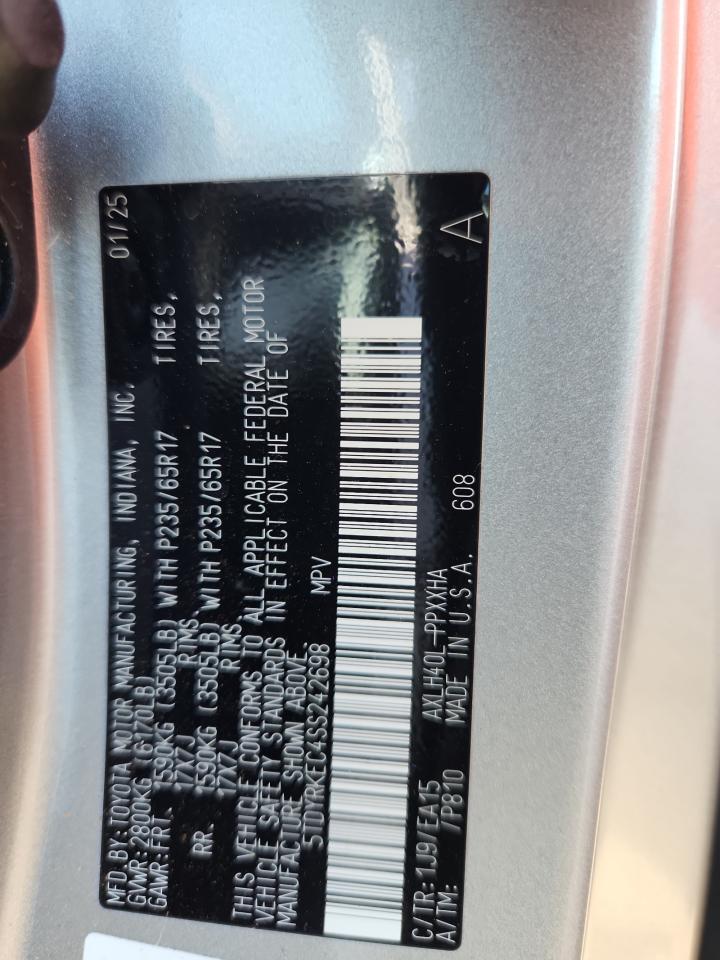 MFD.BY:TOYOTA MOTOR MANUFACTURING, INDIANA, INC. 01/25
GVWR:2800KG (6170LB)
GAWR:FRT. 1590KG (3505LB) WITH P235/65R17 TIRES,
17X7J RIMS
RR. 1590KG (3505LB) WITH P235/65R17 TIRES,
17X7J RIMS
THIS VEHICLE CONFORMS TO ALL APPLICABLE FEDERAL MOTOR
VEHICLE SAFETY STANDARDS IN EFFECT ON THE DATE OF
MANUFACTURE SHOWN ABOVE.
5TDYRKEC4SS242698 MPV
C/TR:1J9/EA15 AXLH40L-PPXXHA
A/TM: /P810 MADE IN U.S.A. 608 A